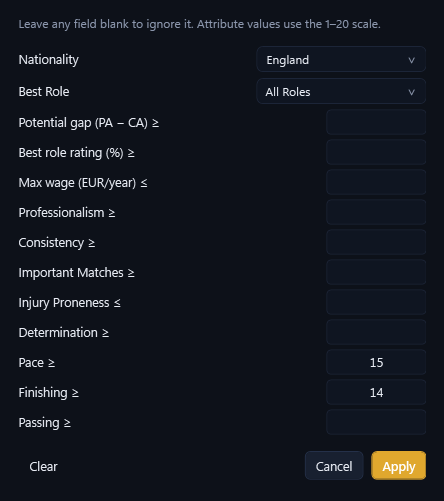 Leave any field blank to ignore it. Attribute values use the 1–20 scale.
Nationality England
Best Role All Roles
Potential gap (PA − CA) ≥
Best role rating (%) ≥
Max wage (EUR/year) ≤
Professionalism ≥
Consistency ≥
Important Matches ≥
Injury Proneness ≤
Determination ≥
Pace ≥ 15
Finishing ≥ 14
Passing ≥
Clear Cancel Apply